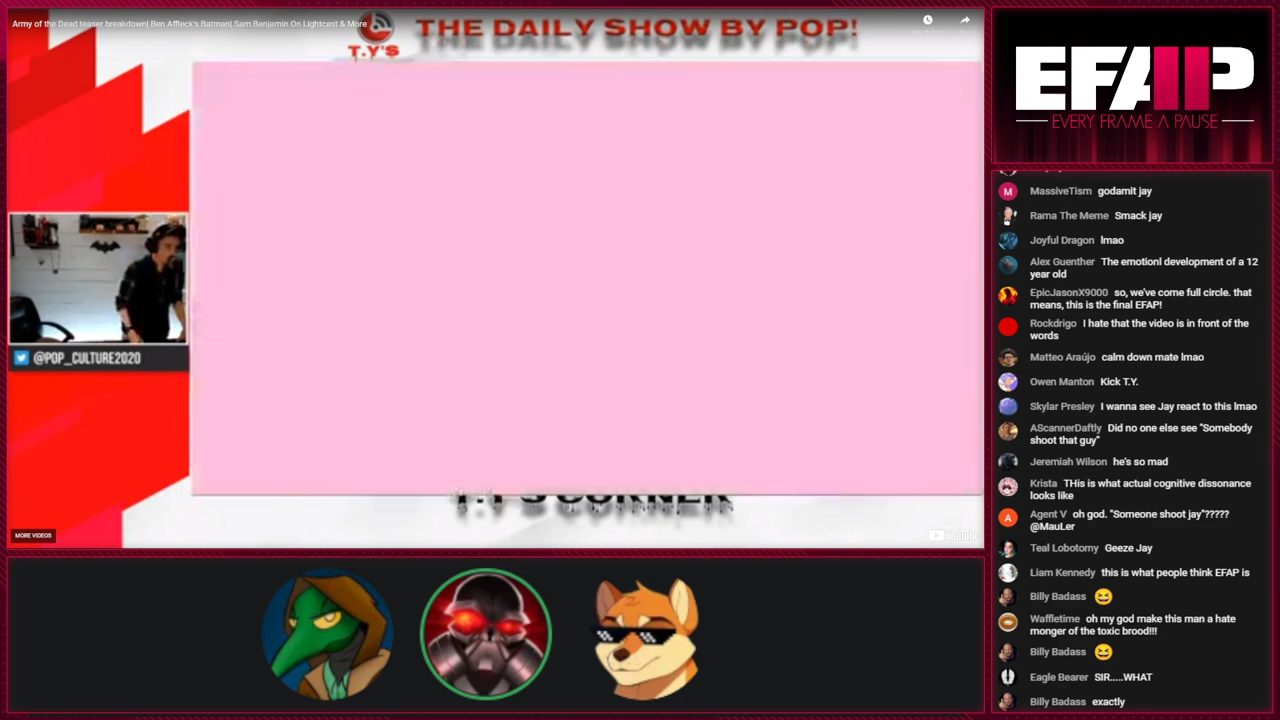 Army of the Dead teaser breakdown| Ben Affleck's Batman| Sam Benjamin On Lightcast & More
THE DAILY SHOW BY POP!
T.Y'S
@POP_CULTURE2020
T.Y'S CORNER
MORE VIDEOS
YouTube
EFAP
EVERY FRAME A PAUSE
M MassiveTism godamit jay
Rama The Meme Smack jay
Joyful Dragon lmao
Alex Guenther The emotionl development of a 12
year old
EpicJasonX9000 so, we've come full circle. that
means, this is the final EFAP!
Rockdrigo I hate that the video is in front of the
words
Matteo Araújo calm down mate lmao
Owen Manton Kick T.Y.
Skylar Presley I wanna see Jay react to this lmao
AScannerDaftly Did no one else see "Somebody
shoot that guy"
Jeremiah Wilson he's so mad
Krista THis is what actual cognitive dissonance
looks like
A Agent V oh god. "Someone shoot jay"?????
@MauLer
Teal Lobotomy Geeze Jay
Liam Kennedy this is what people think EFAP is
Billy Badass
Waffletime oh my god make this man a hate
monger of the toxic brood!!!
Billy Badass
Eagle Bearer SIR.....WHAT
Billy Badass exactly